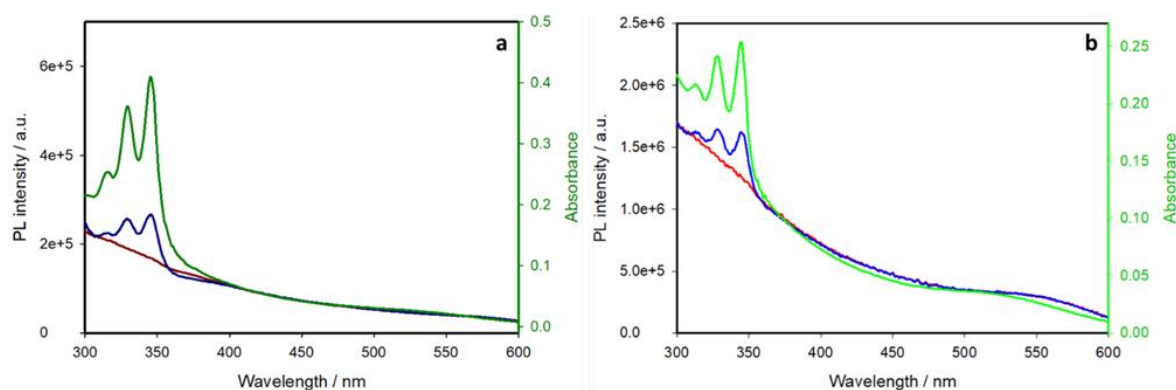 a
PL intensity / a.u.
6e+5
4e+5
2e+5
0
0.5
0.4
0.3
0.2
0.1
0.0
Absorbance
300 350 400 450 500 550 600
Wavelength / nm
b
PL intensity / a.u.
2.5e+6
2.0e+6
1.5e+6
1.0e+6
5.0e+5
0.0
0.25
0.20
0.15
0.10
0.05
0.00
Absorbance
300 350 400 450 500 550 600
Wavelength / nm